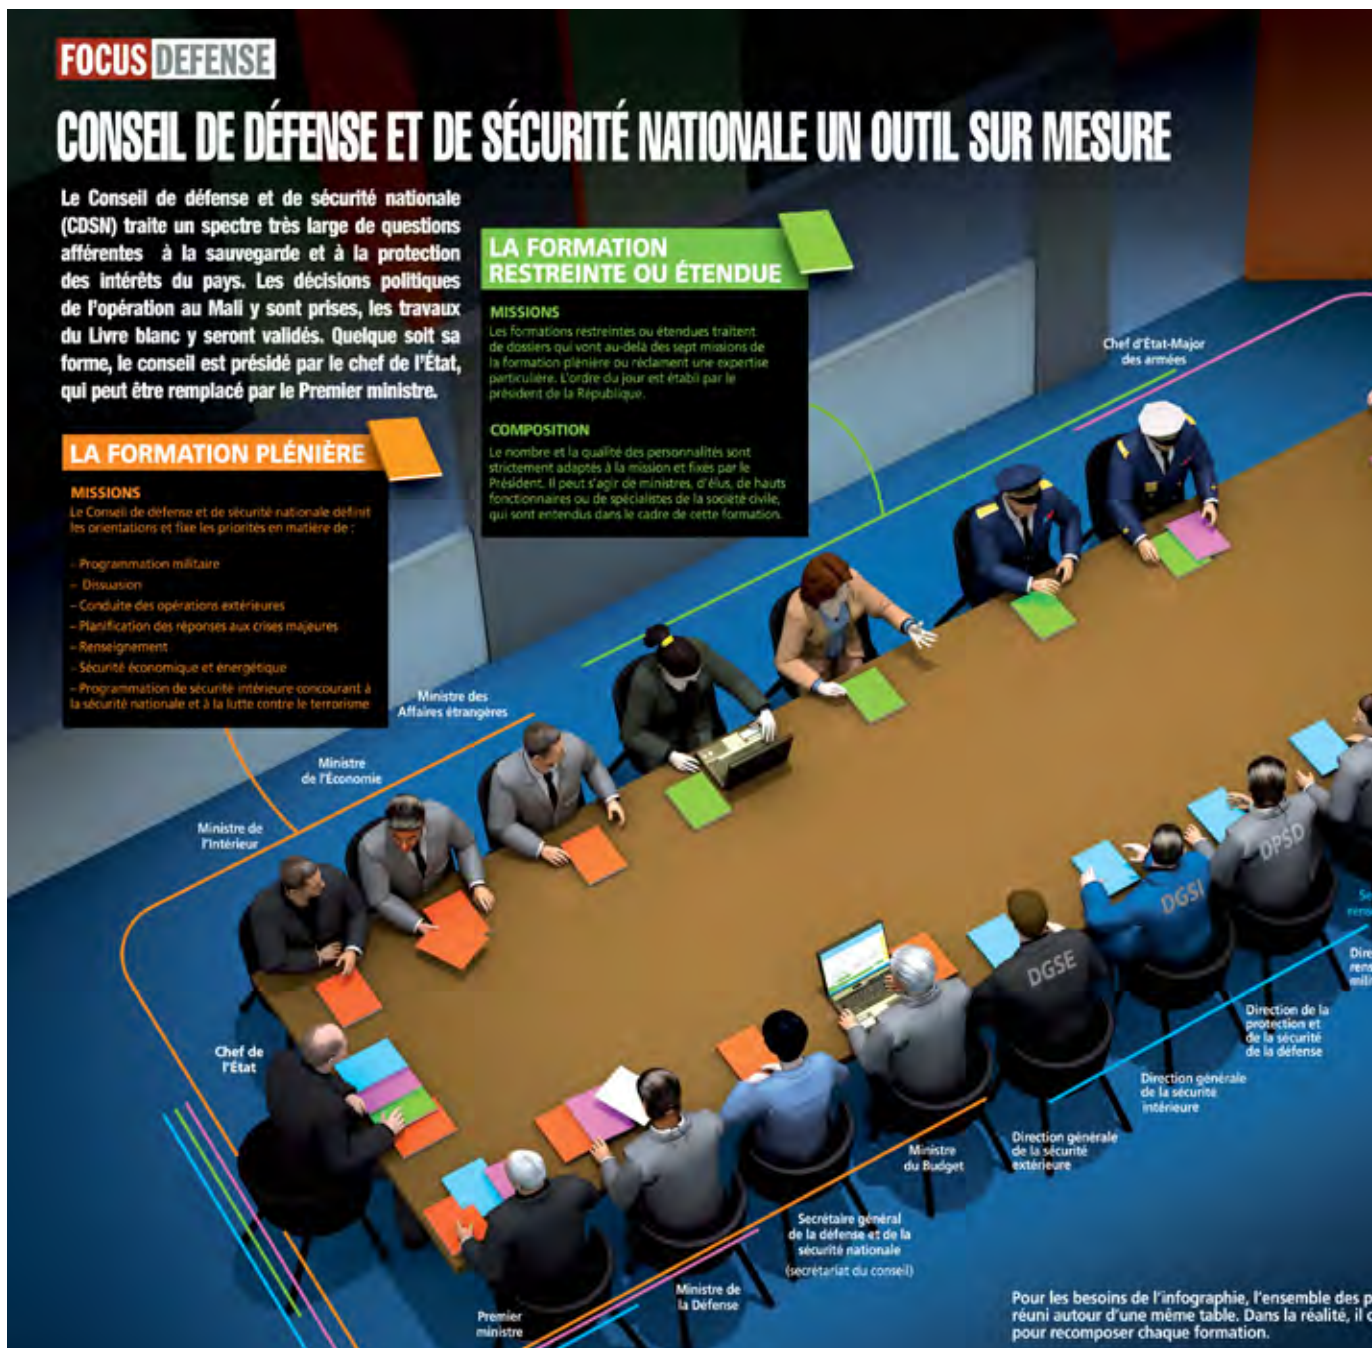 FOCUS DEFENSE
CONSEIL DE DÉFENSE ET DE SÉCURITÉ NATIONALE UN OUTIL SUR MESURE
Le Conseil de défense et de sécurité nationale
(CDSN) traite un spectre très large de questions
afférentes à la sauvegarde et à la protection
des intérêts du pays. Les décisions politiques
de l'opération au Mali y sont prises, les travaux
du Livre blanc y seront validés. Quelque soit sa
forme, le conseil est présidé par le chef de l'État,
qui peut être remplacé par le Premier ministre.
LA FORMATION PLÉNIÈRE
MISSIONS
Le Conseil de défense et de sécurité nationale définit
les orientations et fixe les priorités en matière de :
– Programmation militaire
– Dissuasion
– Conduite des opérations extérieures
– Planification des réponses aux crises majeures
– Renseignement
– Sécurité économique et énergétique
– Programmation de sécurité intérieure concourant à
la sécurité nationale et à la lutte contre le terrorisme
LA FORMATION
RESTREINTE OU ÉTENDUE
MISSIONS
Les formations restreintes ou étendues traitent
de dossiers qui vont au-delà des sept missions de
la formation plénière ou réclament une expertise
particulière. L'ordre du jour est établi par le
président de la République.
COMPOSITION
Le nombre et la qualité des personnalités sont
strictement adaptés à la mission et fixés par le
Président. Il peut s'agir de ministres, d'élus, de hauts
fonctionnaires ou de spécialistes de la société civile,
qui sont entendus dans le cadre de cette formation.
Chef d'État-Major
des armées
Ministre des
Affaires étrangères
Ministre
de l'Économie
Ministre de
l'Intérieur
Chef de
l'État
Premier
ministre
Ministre de
la Défense
Secrétaire général
de la défense et de la
sécurité nationale
(secrétariat du conseil)
Ministre
du Budget
DGSE
Direction générale
de la sécurité
extérieure
DGSI
Direction générale
de la sécurité
intérieure
DPSD
Direction de la
protection et
de la sécurité
de la défense
Pour les besoins de l'infographie, l'ensemble des p
réuni autour d'une même table. Dans la réalité, il
pour recomposer chaque formation.